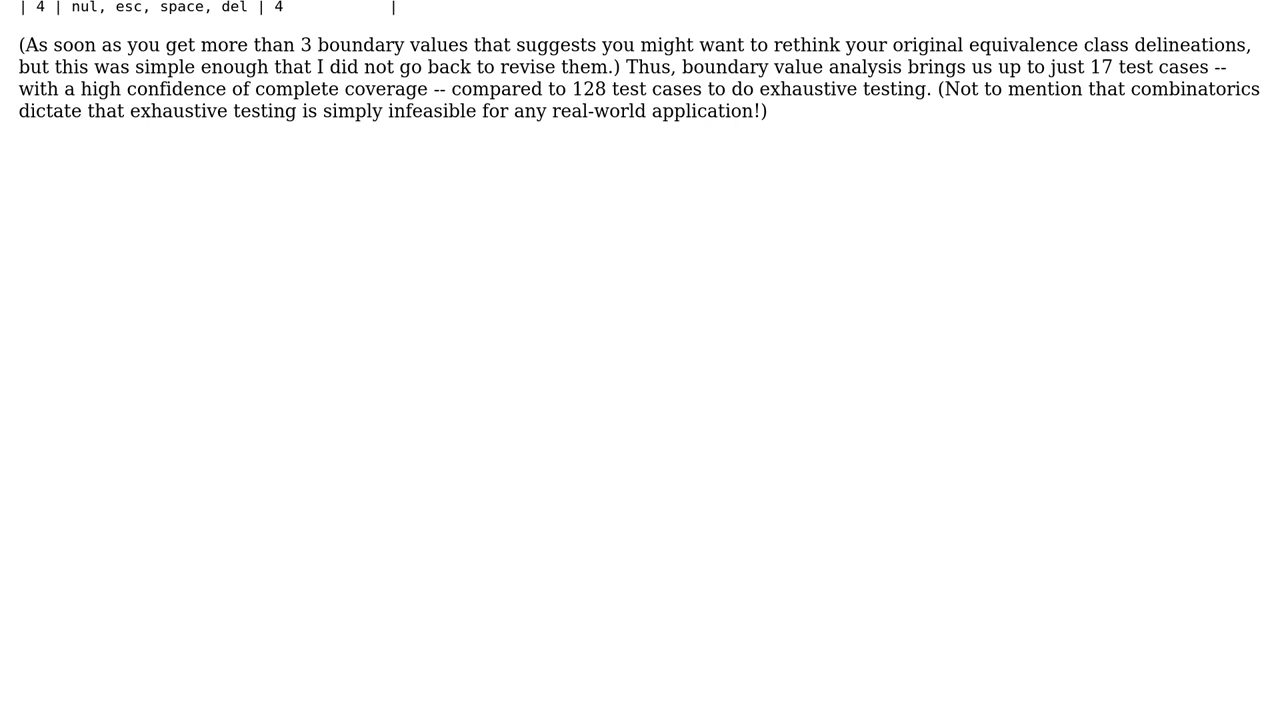 | 4 | nul, esc, space, del | 4            |
(As soon as you get more than 3 boundary values that suggests you might want to rethink your original equivalence class delineations,
but this was simple enough that I did not go back to revise them.) Thus, boundary value analysis brings us up to just 17 test cases --
with a high confidence of complete coverage -- compared to 128 test cases to do exhaustive testing. (Not to mention that combinatorics
dictate that exhaustive testing is simply infeasible for any real-world application!)